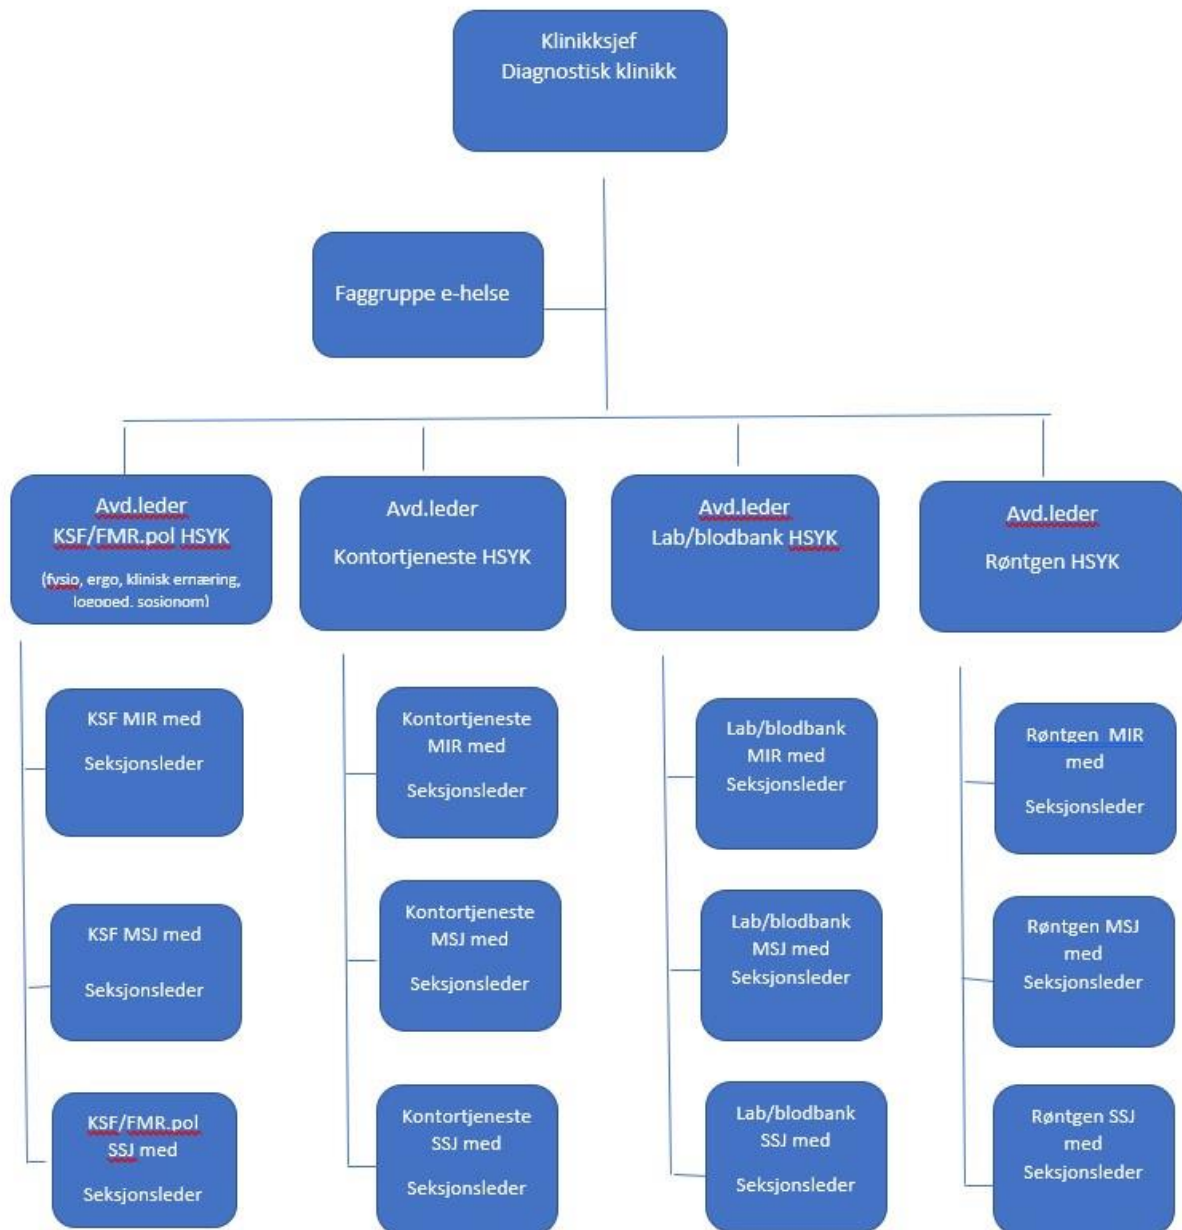 Klinikksjef
Diagnostisk klinikk
Faggruppe e-helse
Avd.leder
KSF/FMR.pol HSYK
(fysio, ergo, klinisk ernæring,
logoped, sosionom)
Avd.leder
Kontortjeneste HSYK
Avd.leder
Lab/blodbank HSYK
Avd.leder
Røntgen HSYK
KSF MIR med
Seksjonsleder
Kontortjeneste
MIR med
Seksjonsleder
Lab/blodbank
MIR med
Seksjonsleder
Røntgen  MIR
med
Seksjonsleder
KSF MSJ med
Seksjonsleder
Kontortjeneste
MSJ med
Seksjonsleder
Lab/blodbank
MSJ med
Seksjonsleder
Røntgen MSJ
med
Seksjonsleder
KSF/FMR.pol
SSJ med
Seksjonsleder
Kontortjeneste
SSJ med
Seksjonsleder
Lab/blodbank
SSJ med
Seksjonsleder
Røntgen SSJ
med
Seksjonsleder